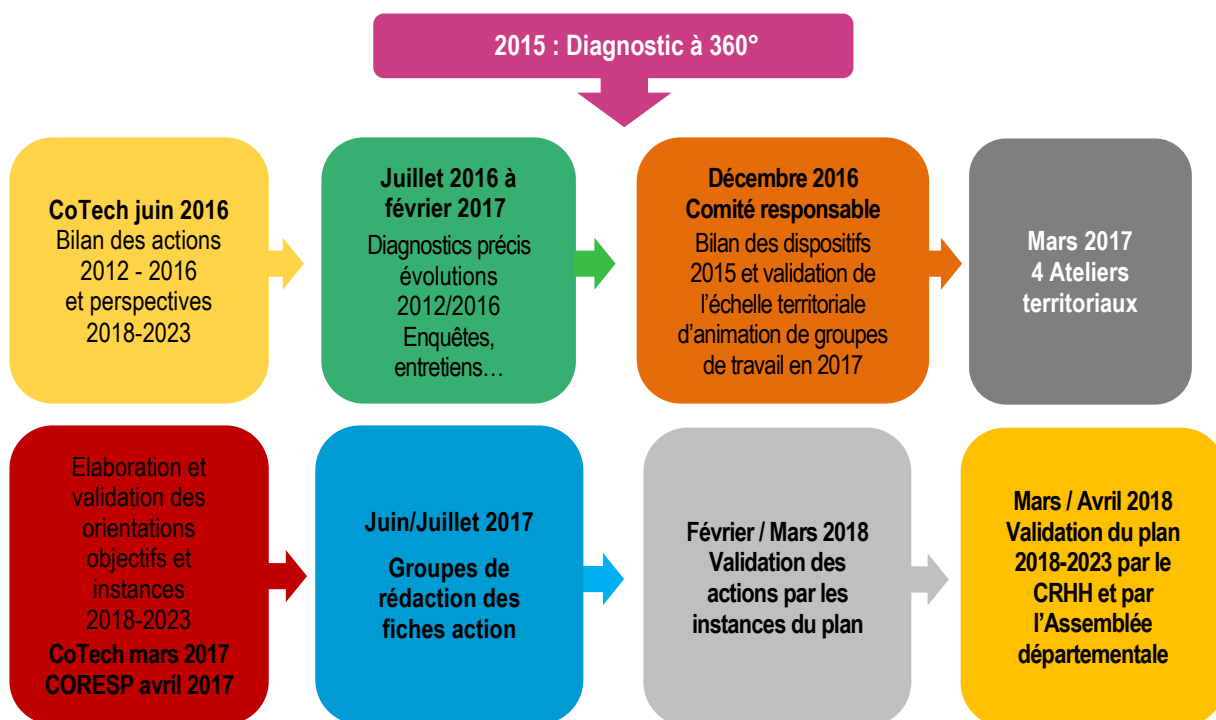 2015 : Diagnostic à 360°
CoTech juin 2016
Bilan des actions
2012 - 2016
et perspectives
2018-2023
Juillet 2016 à
février 2017
Diagnostics précis
évolutions
2012/2016
Enquêtes,
entretiens…
Décembre 2016
Comité responsable
Bilan des dispositifs
2015 et validation de
l’échelle territoriale
d’animation de groupes
de travail en 2017
Mars 2017
4 Ateliers
territoriaux
Elaboration et
validation des
orientations
objectifs et
instances
2018-2023
CoTech mars 2017
CORESP avril 2017
Juin/Juillet 2017
Groupes de
rédaction des
fiches action
Février / Mars 2018
Validation des
actions par les
instances du plan
Mars / Avril 2018
Validation du plan
2018-2023 par le
CRHH et par
l’Assemblée
départementale